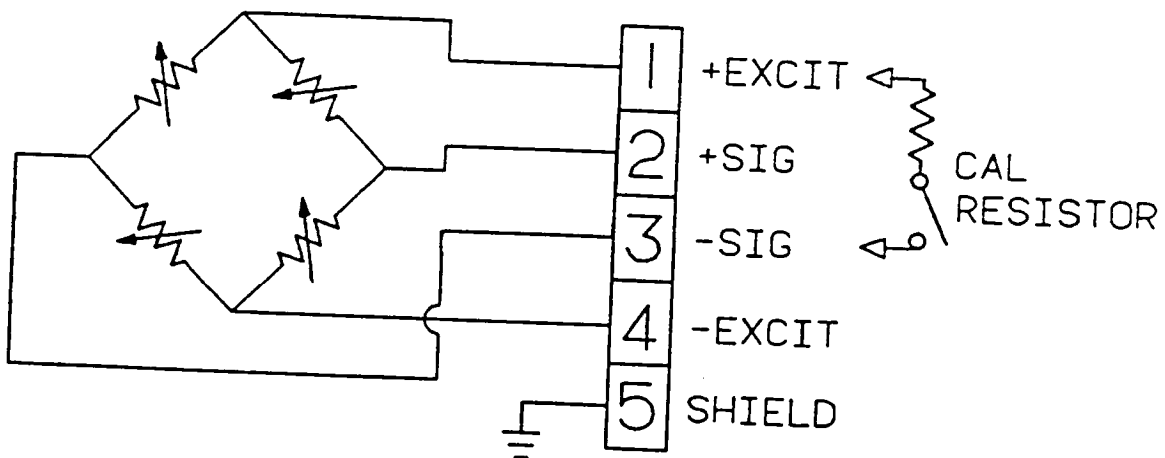 1 +EXCIT
2 +SIG
CAL
RESISTOR
3 -SIG
4 -EXCIT
5 SHIELD